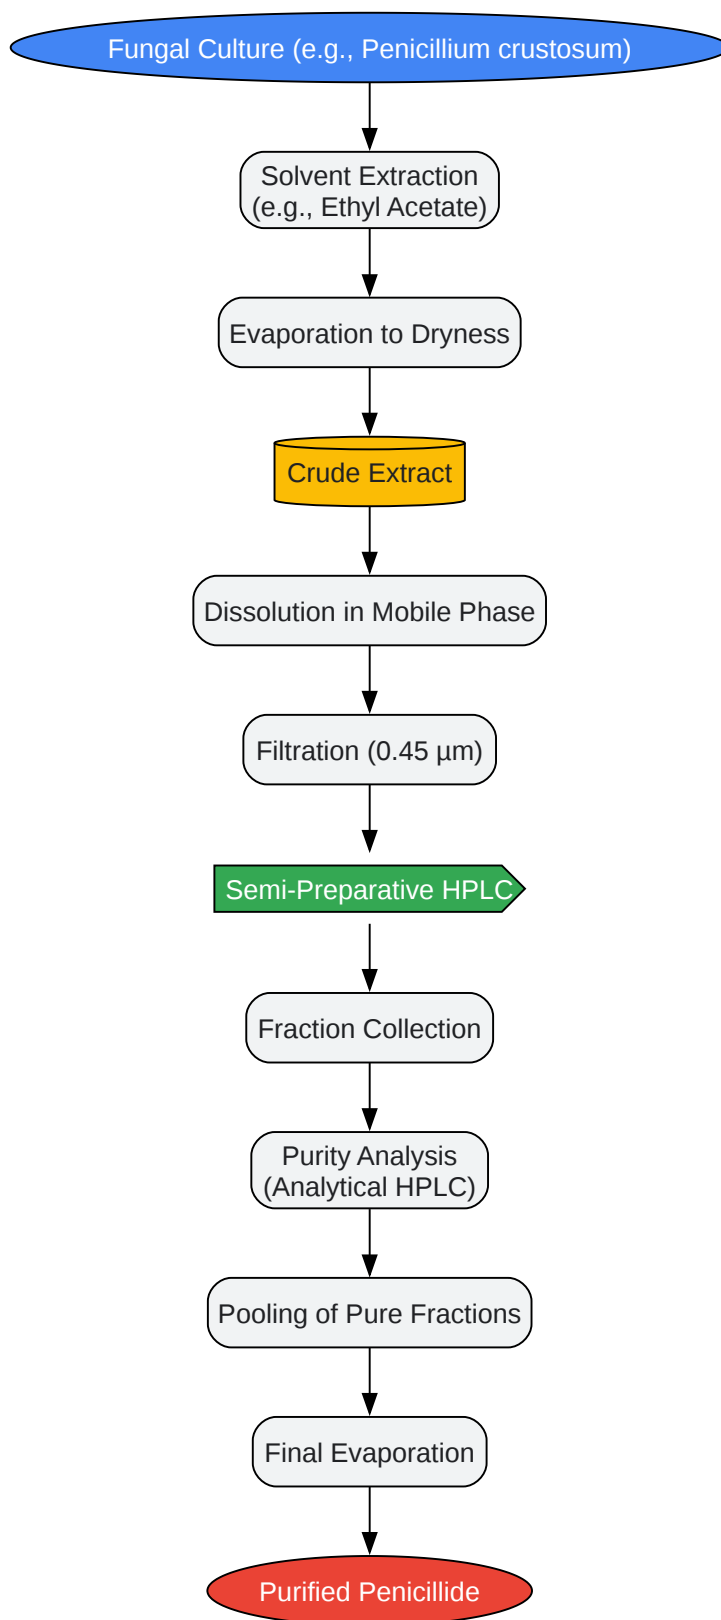 Fungal Culture (e.g., Penicillium crustosum)
Solvent Extraction
(e.g., Ethyl Acetate)
Evaporation to Dryness
Crude Extract
Dissolution in Mobile Phase
Filtration (0.45 µm)
Semi-Preparative HPLC
Fraction Collection
Purity Analysis
(Analytical HPLC)
Pooling of Pure Fractions
Final Evaporation
Purified Penicillide